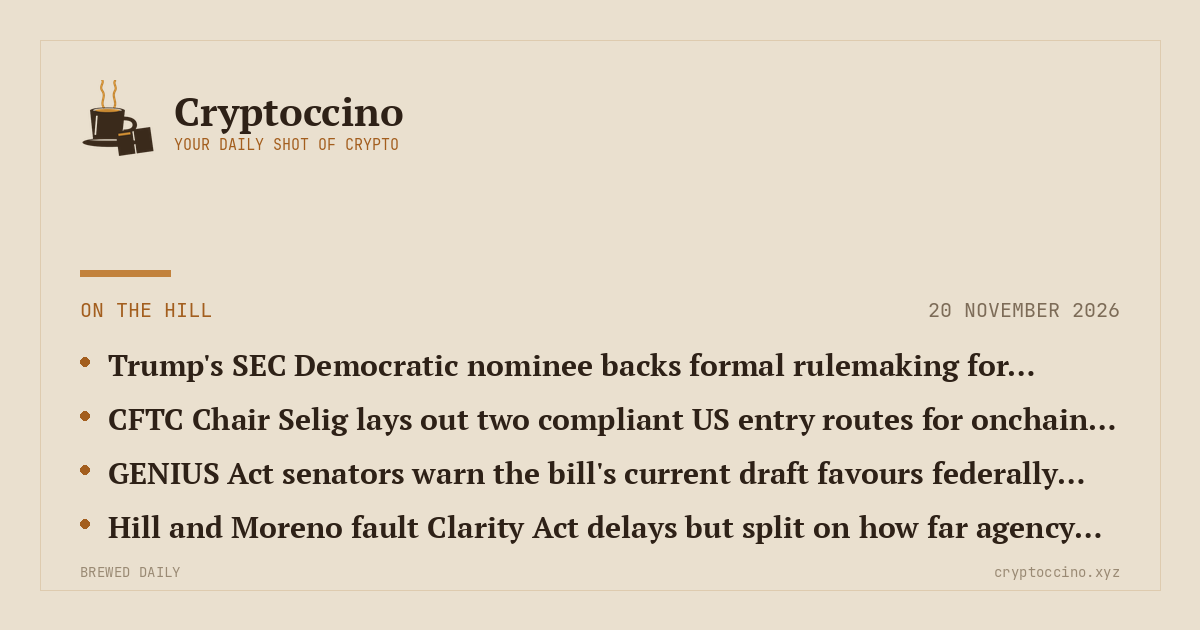 Cryptoccino
YOUR DAILY SHOT OF CRYPTO
ON THE HILL
20 NOVEMBER 2026
Trump's SEC Democratic nominee backs formal rulemaking for...
CFTC Chair Selig lays out two compliant US entry routes for onchain...
GENIUS Act senators warn the bill's current draft favours federally...
Hill and Moreno fault Clarity Act delays but split on how far agency...
BREWED DAILY
cryptoccino.xyz